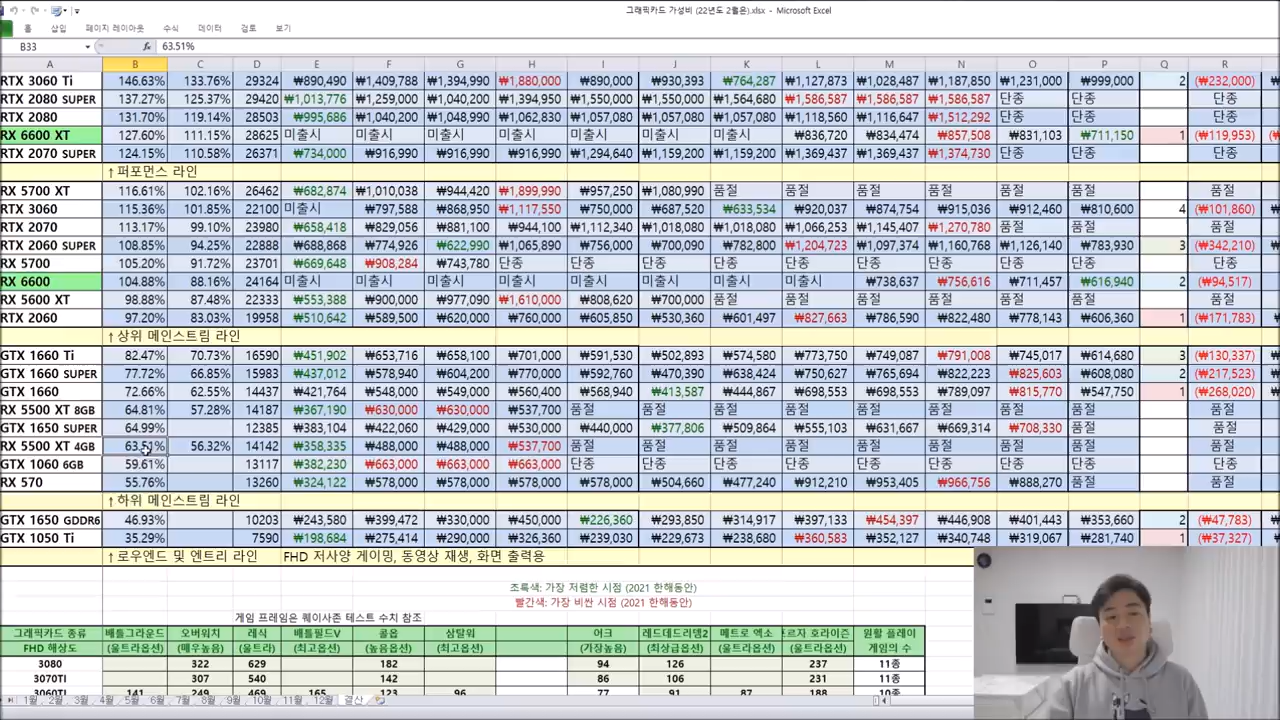 그래픽카드 가성비 (22년도 2월은).xlsx - Microsoft Excel
홈 삽입 페이지 레이아웃 수식 데이터 검토 보기
B33 fx 63.51%
A B C D E F G H I J K L M N O P Q R
RTX 3060 Ti 146.63% 133.76% 29324 ₩890,490 ₩1,409,788 ₩1,394,990 ₩1,880,000 ₩890,000 ₩930,393 ₩764,287 ₩1,127,873 ₩1,028,487 ₩1,187,850 ₩1,231,000 ₩999,000 2 (₩232,000)
RTX 2080 SUPER 137.27% 125.37% 29420 ₩1,013,776 ₩1,259,000 ₩1,040,200 ₩1,394,950 ₩1,550,000 ₩1,550,000 ₩1,564,680 ₩1,586,587 ₩1,586,587 ₩1,586,587 단종 단종 단종
RTX 2080 131.70% 119.14% 28503 ₩995,686 ₩1,020,000 ₩1,048,990 ₩1,062,830 ₩1,057,080 ₩1,057,080 ₩1,057,080 ₩1,118,560 ₩1,116,647 ₩1,512,292 단종 단종 단종
RX 6600 XT 127.60% 111.15% 28625 미출시 미출시 미출시 미출시 미출시 미출시 미출시 ₩836,720 ₩834,474 ₩857,508 ₩831,103 ₩711,150 1 (₩119,953)
RTX 2070 SUPER 124.15% 110.58% 26371 ₩734,000 ₩916,990 ₩916,990 ₩916,990 ₩1,294,640 ₩1,159,200 ₩1,159,200 ₩1,369,437 ₩1,369,437 ₩1,374,730 단종 단종 단종
↑퍼포먼스 라인
RX 5700 XT 116.61% 102.16% 26462 ₩682,874 ₩1,010,038 ₩944,420 ₩1,899,990 ₩957,250 ₩1,080,990 품절 품절 품절 품절 품절 품절 품절
RTX 3060 115.36% 101.85% 22100 미출시 ₩797,588 ₩868,950 ₩1,117,550 ₩750,000 ₩687,520 ₩633,534 ₩920,037 ₩874,754 ₩915,036 ₩912,460 ₩810,600 4 (₩101,860)
RTX 2070 113.17% 99.10% 23980 ₩658,418 ₩889,056 ₩881,100 ₩944,100 ₩1,112,340 ₩1,018,080 ₩1,018,080 ₩1,066,253 ₩1,145,407 ₩1,270,780 품절 품절 품절
RTX 2060 SUPER 108.85% 94.25% 22888 ₩688,868 ₩774,926 ₩622,990 ₩1,065,890 ₩756,000 ₩700,090 ₩782,800 ₩1,204,723 ₩1,097,374 ₩1,160,768 ₩1,126,140 ₩783,930 3 (₩342,210)
RX 5700 105.20% 91.72% 23701 ₩669,648 ₩908,284 ₩743,780 단종 단종 단종 단종 단종 단종 단종 단종 단종 단종
RX 6600 104.88% 88.16% 24164 미출시 미출시 미출시 미출시 미출시 미출시 미출시 미출시 ₩738,637 ₩756,616 ₩711,457 ₩616,940 2 (₩94,517)
RX 5600 XT 98.88% 87.48% 22333 ₩553,388 ₩900,000 ₩977,090 ₩1,610,000 ₩808,620 ₩700,000 품절 품절 품절 품절 품절 품절 품절
RTX 2060 97.20% 83.03% 19958 ₩510,642 ₩589,500 ₩620,000 ₩760,000 ₩605,850 ₩530,360 ₩601,497 ₩827,663 ₩786,590 ₩822,480 ₩778,143 ₩606,360 1 (₩171,783)
↑상위 메인스트림 라인
GTX 1660 Ti 82.47% 70.73% 16590 ₩451,902 ₩653,716 ₩658,100 ₩701,000 ₩591,530 ₩502,893 ₩574,580 ₩773,750 ₩749,087 ₩791,008 ₩745,017 ₩614,680 3 (₩130,337)
GTX 1660 SUPER 77.72% 66.85% 15983 ₩437,012 ₩578,940 ₩604,200 ₩770,000 ₩592,760 ₩470,390 ₩638,424 ₩750,627 ₩765,694 ₩822,223 ₩825,603 ₩608,080 2 (₩217,523)
GTX 1660 72.66% 62.55% 14437 ₩421,764 ₩548,000 ₩549,000 ₩560,400 ₩568,940 ₩413,587 ₩444,867 ₩698,553 ₩698,553 ₩789,097 ₩815,770 ₩547,750 1 (₩268,020)
RX 5500 XT 8GB 64.81% 57.28% 14187 ₩367,190 ₩630,000 ₩630,000 ₩537,700 품절 품절 품절 품절 품절 품절 품절 품절 품절
GTX 1650 SUPER 64.99% 12385 ₩383,104 ₩422,060 ₩429,000 ₩530,000 ₩440,000 ₩377,806 ₩509,864 ₩555,103 ₩631,667 ₩669,314 ₩708,330 품절 품절
RX 5500 XT 4GB 63.51% 56.32% 14142 ₩358,335 ₩488,000 ₩488,000 ₩537,700 품절 품절 품절 품절 품절 품절 품절 품절 품절
GTX 1060 6GB 59.61% 13117 ₩382,230 ₩663,000 ₩663,000 ₩663,000 단종 단종 단종 단종 단종 단종 단종 단종 단종
RX 570 55.76% 13260 ₩324,122 ₩578,000 ₩578,000 ₩578,000 ₩578,000 ₩504,660 ₩477,240 ₩912,210 ₩953,405 ₩966,756 ₩888,270 품절 품절
↑하위 메인스트림 라인
GTX 1650 GDDR6 46.93% 10203 ₩243,580 ₩399,472 ₩330,000 ₩450,000 ₩226,360 ₩293,850 ₩314,917 ₩397,133 ₩454,397 ₩446,908 ₩401,443 ₩353,660 2 (₩47,783)
GTX 1050 Ti 35.29% 7590 ₩198,684 ₩275,414 ₩290,000 ₩326,360 ₩239,030 ₩229,673 ₩238,680 ₩360,583 ₩352,127 ₩340,748 ₩319,067 ₩281,740 1 (₩37,327)
↑로우엔드 및 엔트리 라인 FHD 저사양 게이밍, 동영상 재생, 화면 출력용
초록색: 가장 저렴한 시점 (2021 한해동안)
빨간색: 가장 비싼 시점 (2021 한해동안)
게임 프레임은 퀘이사존 테스트 수치 참조
그래픽카드 종류 배틀그라운드 오버워치 레식 배틀필드V 콜옵 삼탈워 아크 레드데드리뎀2 메트로 엑소 포르자 호라이즌 원활 플레이
FHD 해상도 (울트라옵션) (매우높음) (울트라) (최고옵션) (높음옵션) (최고옵션) (가장높음) (최상급옵션) (울트라옵션) (울트라옵션) 게임의 수
3080 322 629 182 94 126 237 11종
3070TI 307 540 142 86 106 231 11종
3060TI 141 249 469 165 123 96 77 91 87 188 10종
1월 2월 3월 4월 5월 6월 7월 8월 9월 10월 11월 12월 결산